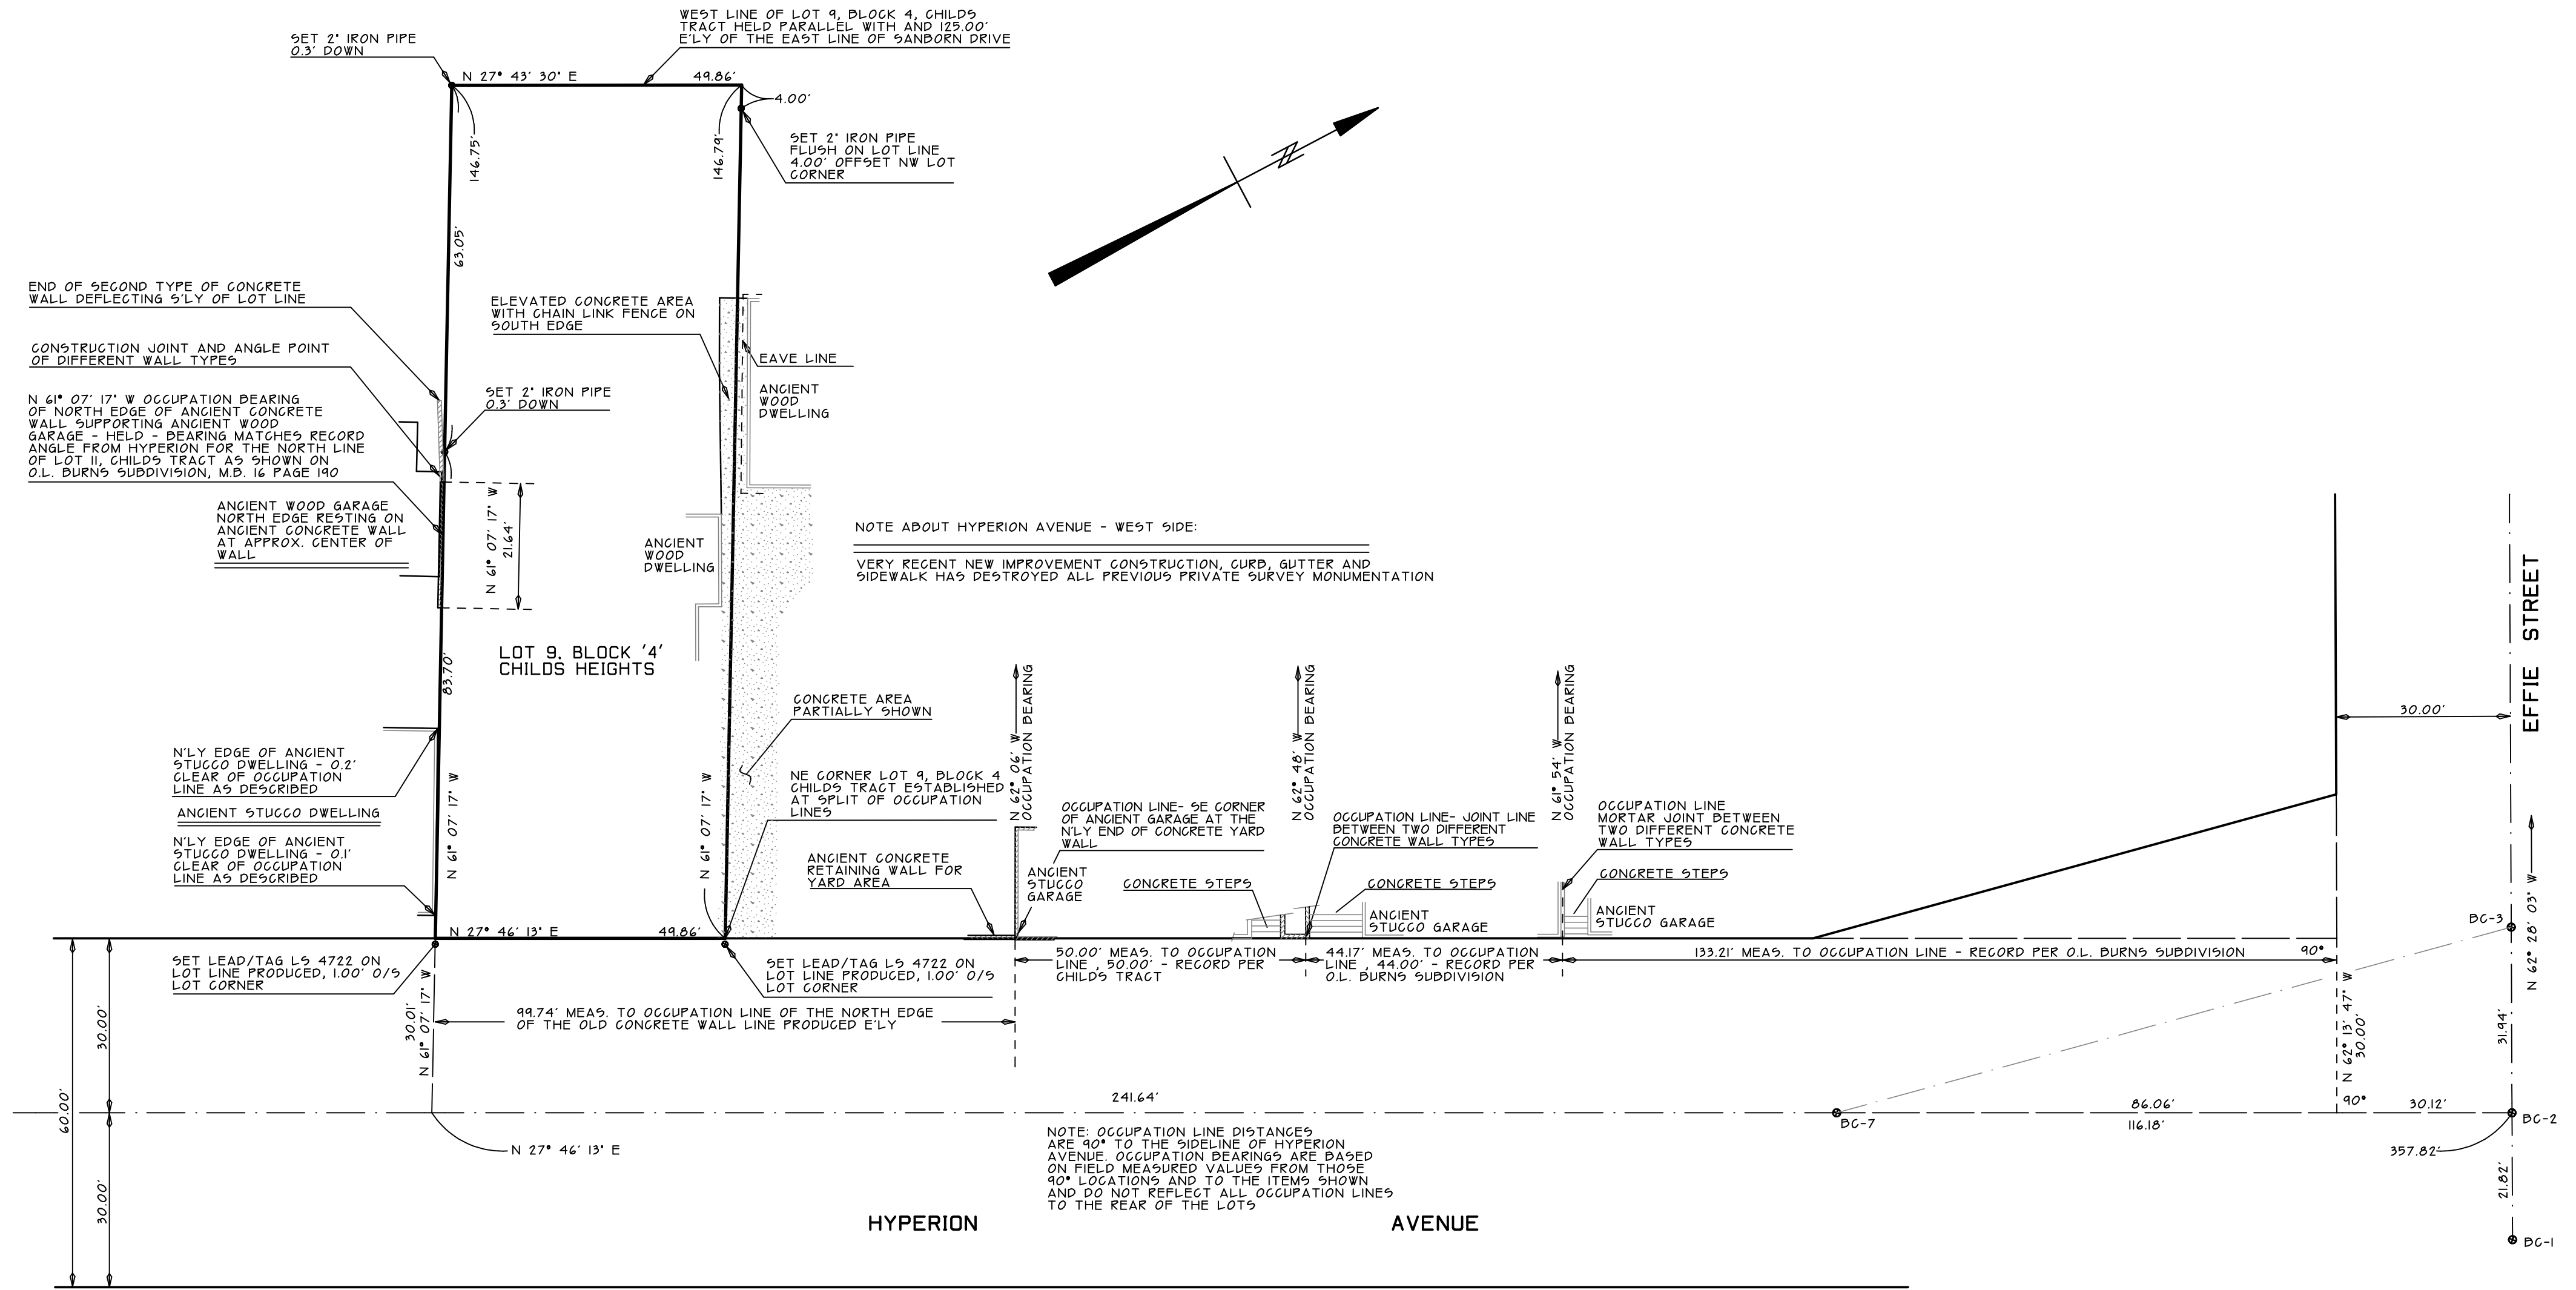 WEST LINE OF LOT 9, BLOCK 4, CHILDS
TRACT HELD PARALLEL WITH AND 125.00'
E'LY OF THE EAST LINE OF SANBORN DRIVE
SET 2" IRON PIPE
0.3' DOWN
N 27° 43' 30" E
49.86'
4.00'
SET 2" IRON PIPE
FLUSH ON LOT LINE
4.00' OFFSET NW LOT
CORNER
146.75'
146.79'
N
63.05'
END OF SECOND TYPE OF CONCRETE
WALL DEFLECTING S'LY OF LOT LINE
ELEVATED CONCRETE AREA
WITH CHAIN LINK FENCE ON
SOUTH EDGE
CONSTRUCTION JOINT AND ANGLE POINT
OF DIFFERENT WALL TYPES
EAVE LINE
SET 2" IRON PIPE
0.3' DOWN
ANCIENT
WOOD
DWELLING
N 61° 07' 17" W OCCUPATION BEARING
OF NORTH EDGE OF ANCIENT CONCRETE
WALL SUPPORTING ANCIENT WOOD
GARAGE - HELD - BEARING MATCHES RECORD
ANGLE FROM HYPERION FOR THE NORTH LINE
OF LOT 11, CHILDS TRACT AS SHOWN ON
O.L. BURNS SUBDIVISION, M.B. 16 PAGE 190
ANCIENT WOOD GARAGE
NORTH EDGE RESTING ON
ANCIENT CONCRETE WALL
AT APPROX. CENTER OF
WALL
N 61° 07' 17" W
21.64'
ANCIENT
WOOD
DWELLING
NOTE ABOUT HYPERION AVENUE - WEST SIDE:
VERY RECENT NEW IMPROVEMENT CONSTRUCTION, CURB, GUTTER AND
SIDEWALK HAS DESTROYED ALL PREVIOUS PRIVATE SURVEY MONUMENTATION
EFFIE STREET
LOT 9, BLOCK '4'
CHILDS HEIGHTS
83.70'
CONCRETE AREA
PARTIALLY SHOWN
30.00'
N'LY EDGE OF ANCIENT
STUCCO DWELLING - 0.2'
CLEAR OF OCCUPATION
LINE AS DESCRIBED
ANCIENT STUCCO DWELLING
N'LY EDGE OF ANCIENT
STUCCO DWELLING - 0.1'
CLEAR OF OCCUPATION
LINE AS DESCRIBED
N 61° 07' 17" W
N 61° 07' 17" W
NE CORNER LOT 9, BLOCK 4
CHILDS TRACT ESTABLISHED
AT SPLIT OF OCCUPATION
LINES
N 62° 06' W
OCCUPATION BEARING
N 62° 48' W
OCCUPATION BEARING
N 61° 54' W
OCCUPATION BEARING
OCCUPATION LINE- SE CORNER
OF ANCIENT GARAGE AT THE
N'LY END OF CONCRETE YARD
WALL
OCCUPATION LINE- JOINT LINE
BETWEEN TWO DIFFERENT
CONCRETE WALL TYPES
OCCUPATION LINE
MORTAR JOINT BETWEEN
TWO DIFFERENT CONCRETE
WALL TYPES
ANCIENT CONCRETE
RETAINING WALL FOR
YARD AREA
ANCIENT
STUCCO
GARAGE
CONCRETE STEPS
CONCRETE STEPS
CONCRETE STEPS
ANCIENT
STUCCO GARAGE
ANCIENT
STUCCO GARAGE
BC-3
N 62° 28' 03" W
N 27° 46' 13" E
49.86'
SET LEAD/TAG LS 4722 ON
LOT LINE PRODUCED, 1.00' O/S
LOT CORNER
SET LEAD/TAG LS 4722 ON
LOT LINE PRODUCED, 1.00' O/S
LOT CORNER
50.00' MEAS. TO OCCUPATION
LINE , 50.00' - RECORD PER
CHILDS TRACT
44.17' MEAS. TO OCCUPATION
LINE , 44.00' - RECORD PER
O.L. BURNS SUBDIVISION
133.21' MEAS. TO OCCUPATION LINE - RECORD PER O.L. BURNS SUBDIVISION
90°
30.01'
N 61° 07' 17" W
99.74' MEAS. TO OCCUPATION LINE OF THE NORTH EDGE
OF THE OLD CONCRETE WALL LINE PRODUCED E'LY
N 62° 13' 47" W
30.00'
31.94'
30.00'
60.00'
30.00'
241.64'
86.06'
90°
30.12'
BC-7
116.18'
BC-2
357.82'
N 27° 46' 13" E
NOTE: OCCUPATION LINE DISTANCES
ARE 90° TO THE SIDELINE OF HYPERION
AVENUE. OCCUPATION BEARINGS ARE BASED
ON FIELD MEASURED VALUES FROM THOSE
90° LOCATIONS AND TO THE ITEMS SHOWN
AND DO NOT REFLECT ALL OCCUPATION LINES
TO THE REAR OF THE LOTS
21.82'
HYPERION AVENUE
BC-1